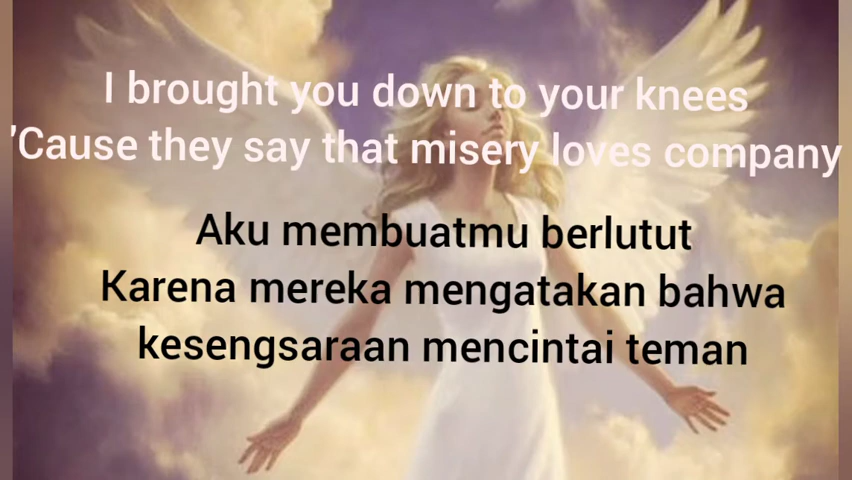 I brought you down to your knees
'Cause they say that misery loves company
Aku membuatmu berlutut
Karena mereka mengatakan bahwa
kesengsaraan mencintai teman